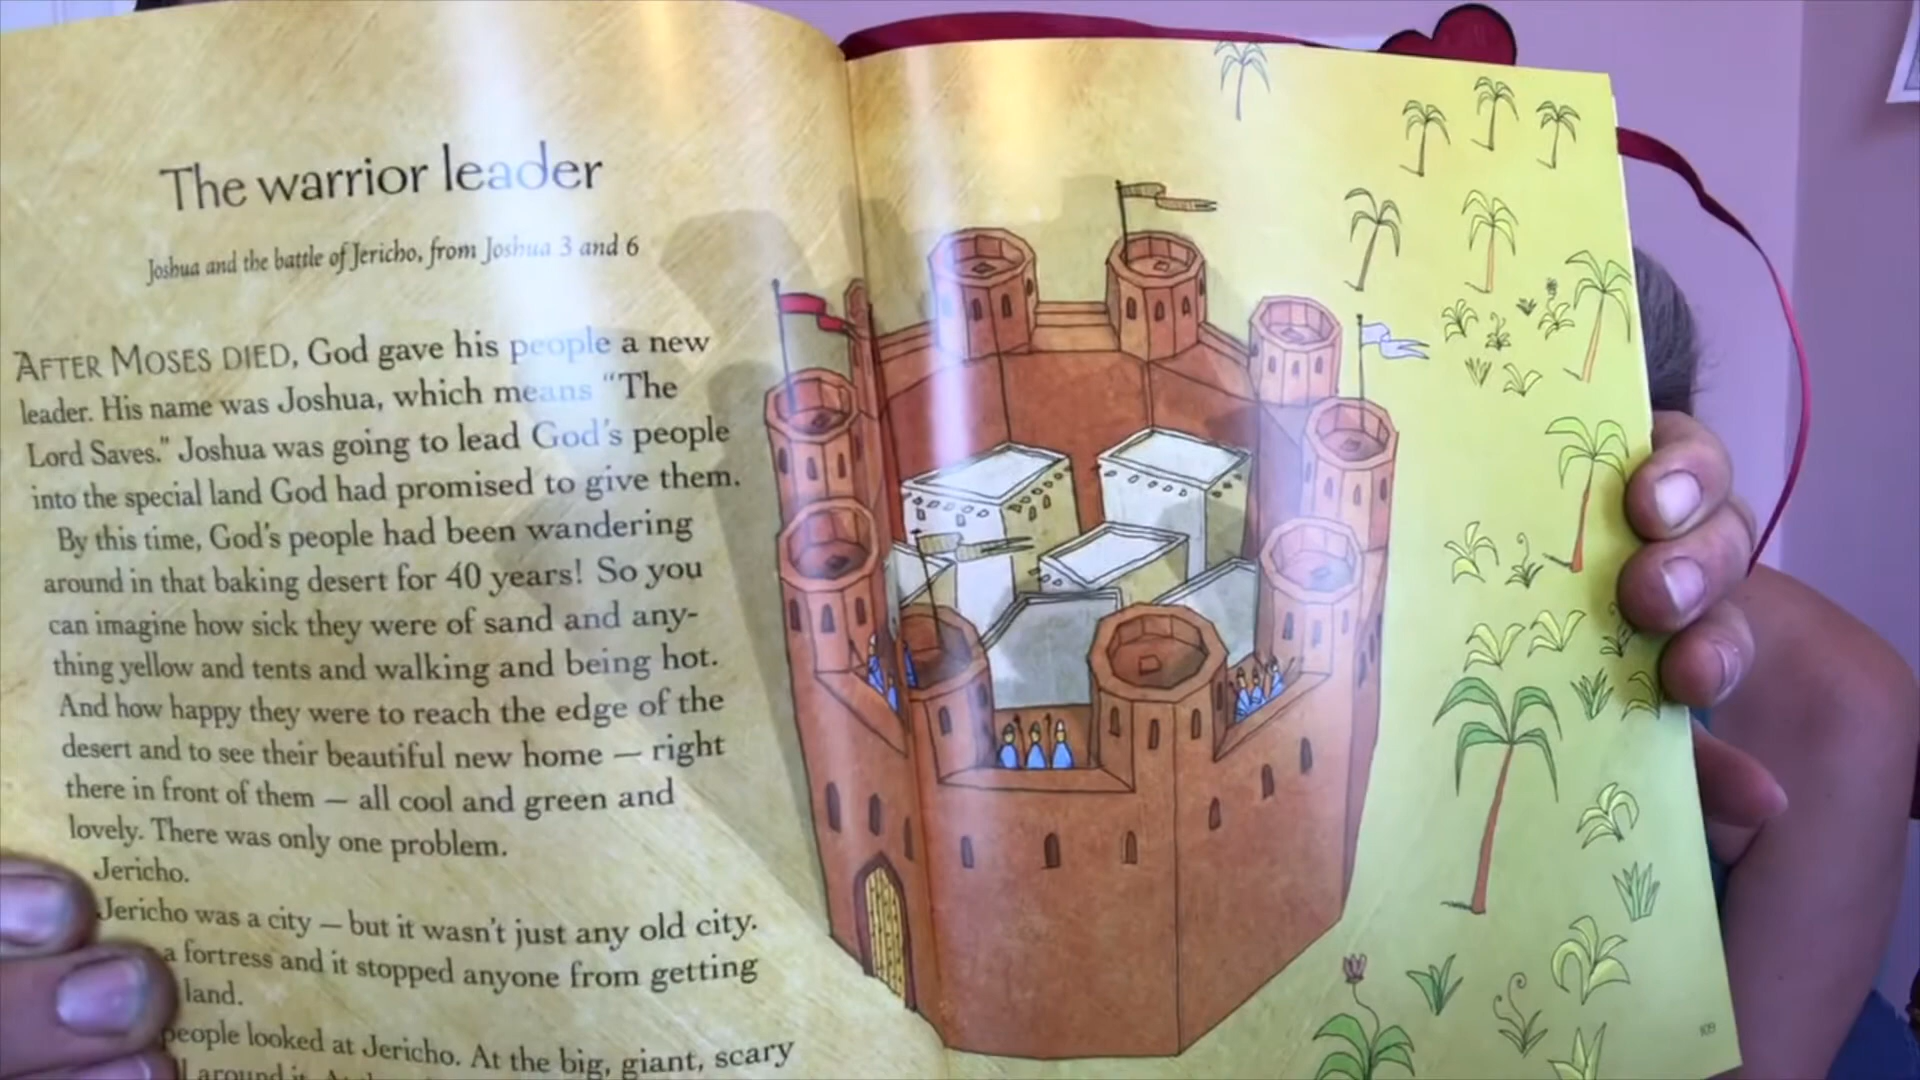 The warrior leader
Joshua and the battle of Jericho, from Joshua 3 and 6
AFTER MOSES DIED, God gave his people a new
leader. His name was Joshua, which means "The
Lord Saves." Joshua was going to lead God's people
into the special land God had promised to give them.
By this time, God's people had been wandering
around in that baking desert for 40 years! So you
can imagine how sick they were of sand and any-
thing yellow and tents and walking and being hot.
And how happy they were to reach the edge of the
desert and to see their beautiful new home — right
there in front of them — all cool and green and
lovely. There was only one problem.
Jericho.
Jericho was a city — but it wasn't just any old city.
a fortress and it stopped anyone from getting
land.
people looked at Jericho. At the big, giant, scary
around it.
109